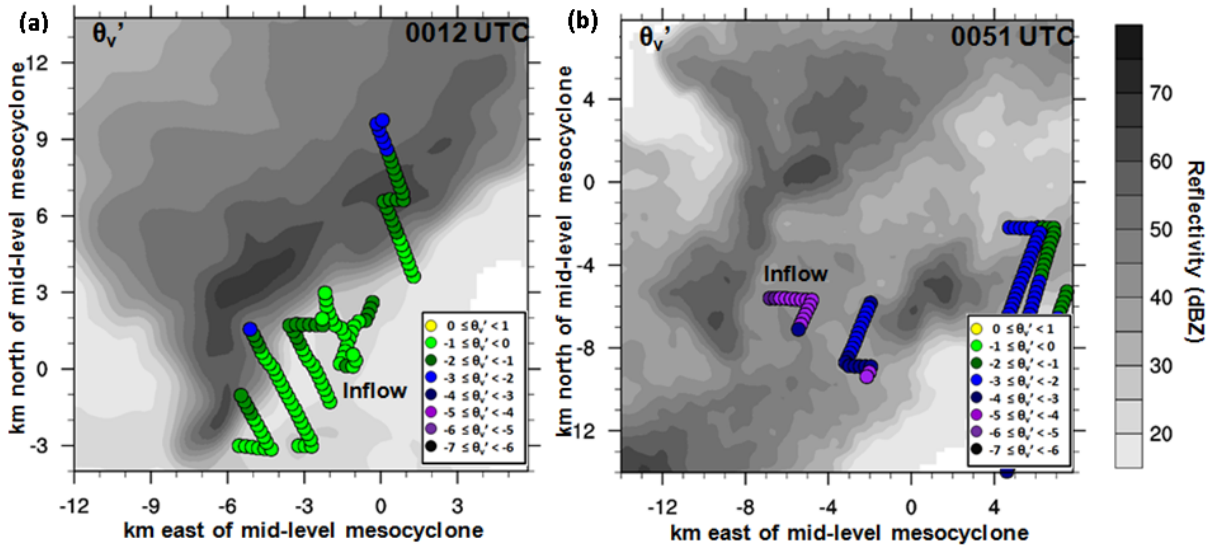 (a) θv′ 0012 UTC
12
9
6
3
0
-3
km north of mid-level mesocyclone
Inflow
0 ≤ θv′ < 1
-1 ≤ θv′ < 0
-2 ≤ θv′ < -1
-3 ≤ θv′ < -2
-4 ≤ θv′ < -3
-5 ≤ θv′ < -4
-6 ≤ θv′ < -5
-7 ≤ θv′ < -6
-12 -9 -6 -3 0 3
km east of mid-level mesocyclone
(b) θv′ 0051 UTC
4
0
-4
-8
-12
km north of mid-level mesocyclone
Inflow
0 ≤ θv′ < 1
-1 ≤ θv′ < 0
-2 ≤ θv′ < -1
-3 ≤ θv′ < -2
-4 ≤ θv′ < -3
-5 ≤ θv′ < -4
-6 ≤ θv′ < -5
-7 ≤ θv′ < -6
-12 -8 -4 0 4
km east of mid-level mesocyclone
70
60
50
40
30
20
Reflectivity (dBZ)